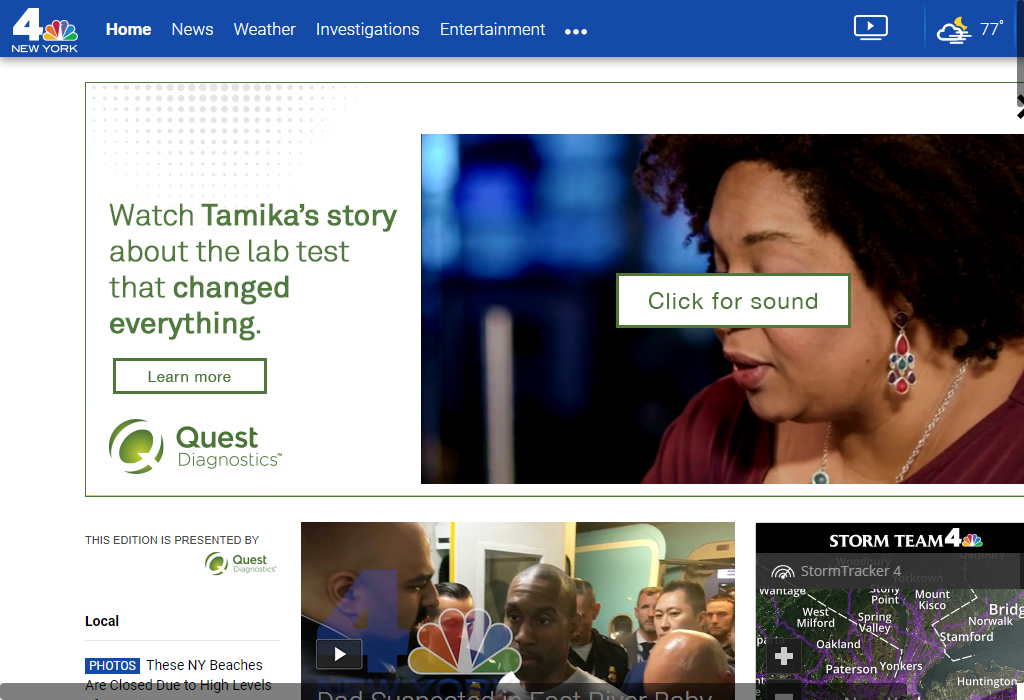 4
NEW YORK
Home News Weather Investigations Entertainment
77°
Watch Tamika's story
about the lab test
that changed
everything.
Click for sound
Learn more
Quest
Diagnostics™
THIS EDITION IS PRESENTED BY
Quest
Diagnostics
Local
PHOTOS These NY Beaches
Are Closed Due to High Levels
Dad Suspected in East River Baby
STORM TEAM 4
StormTracker 4
Woodbury
Danbury
Yorktown
Wantage
Stony
Point
Mount
Kisco
West
Milford
Spring
Valley
Norwalk
Stamford
Oakland
Paterson
Yonkers
Huntington